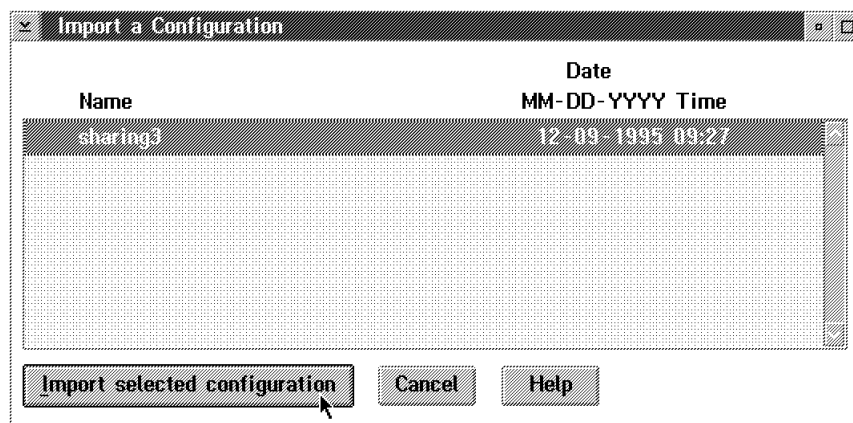 Import a Configuration
Date
Name MM-DD-YYYY Time
sharing3 12-09-1995 09:27
Import selected configuration Cancel Help